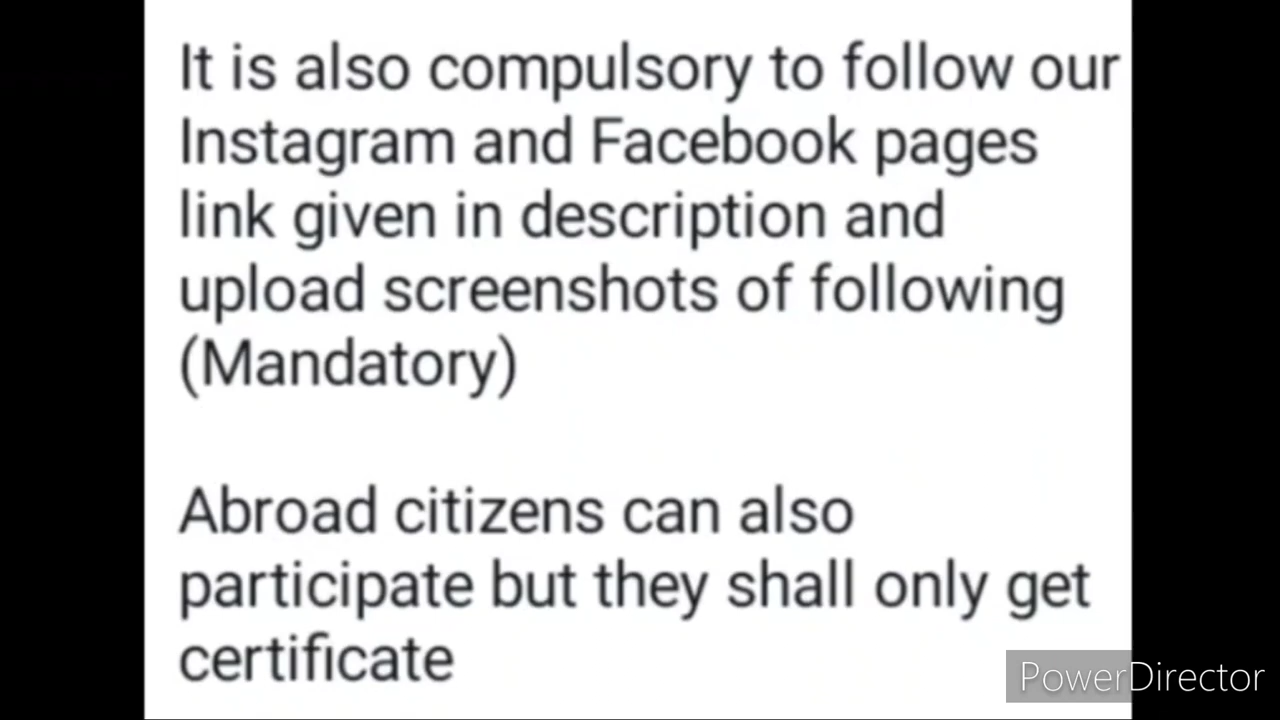 It is also compulsory to follow our
Instagram and Facebook pages
link given in description and
upload screenshots of following
(Mandatory)
Abroad citizens can also
participate but they shall only get
certificate
PowerDirector